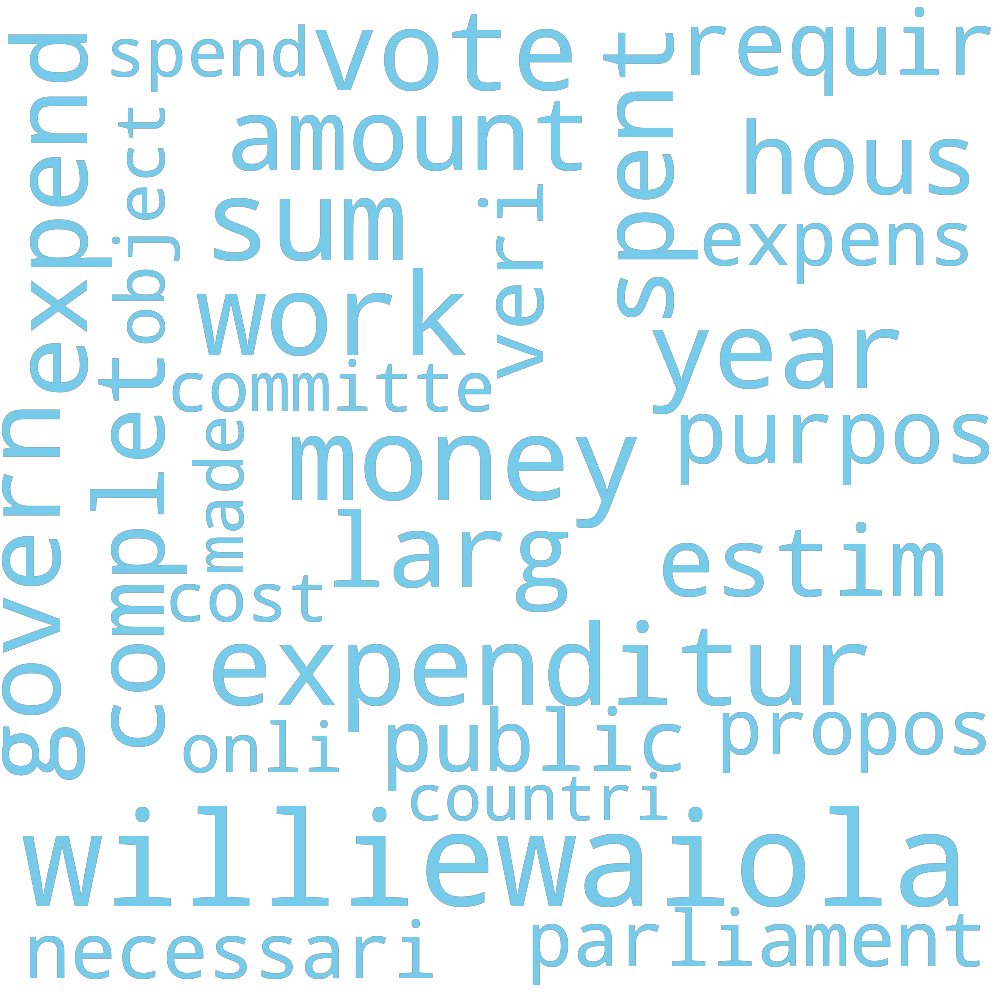 expend
spend
vote
spent
requir
object
amount
hous
sum
veri
expens
work
year
complet
committe
govern
made
money
purpos
larg
estim
cost
expenditur
onli
public
propos
countri
williewaiola
necessari
parliament